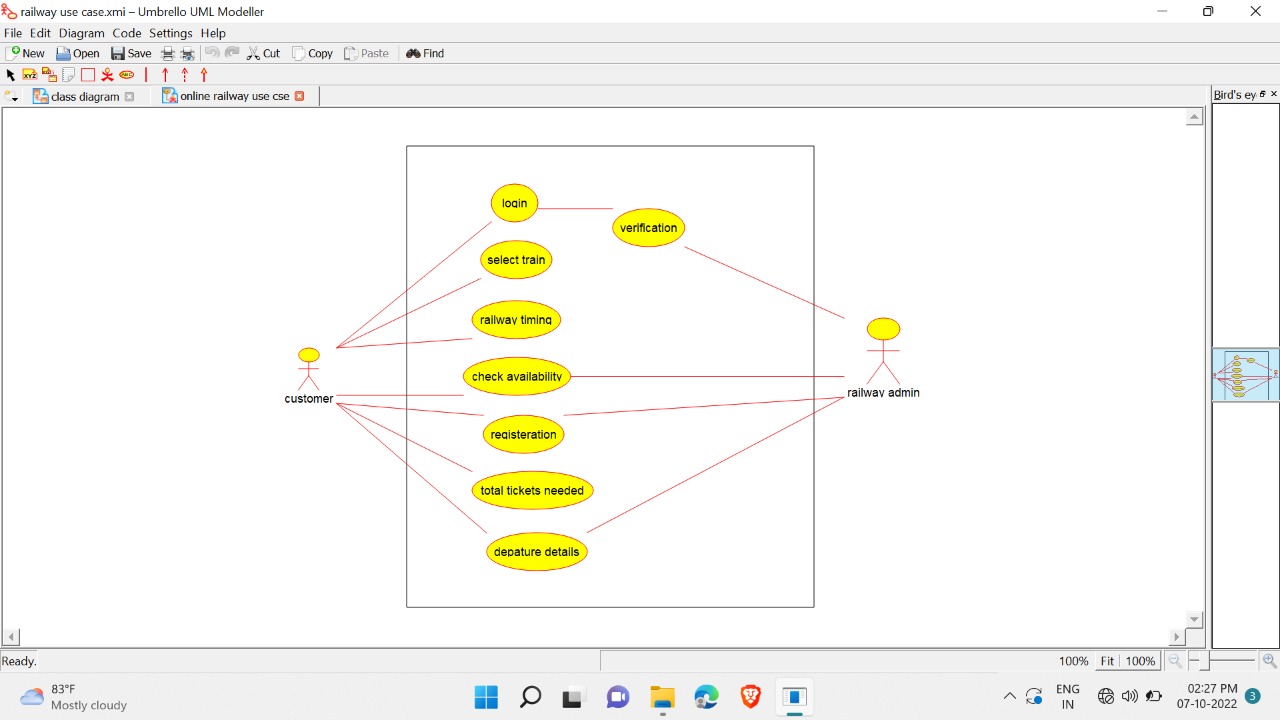 railway use case.xmi – Umbrello UML Modeller
File Edit Diagram Code Settings Help
New Open Save Cut Copy Paste Find
XYZ ABC
class diagram online railway use cse Bird's ey
login
verification
select train
railway timing
check availability
customer
railway admin
registeration
total tickets needed
depature details
Ready. 100% Fit 100%
83°F
Mostly cloudy
ENG
IN
02:27 PM
07-10-2022
3